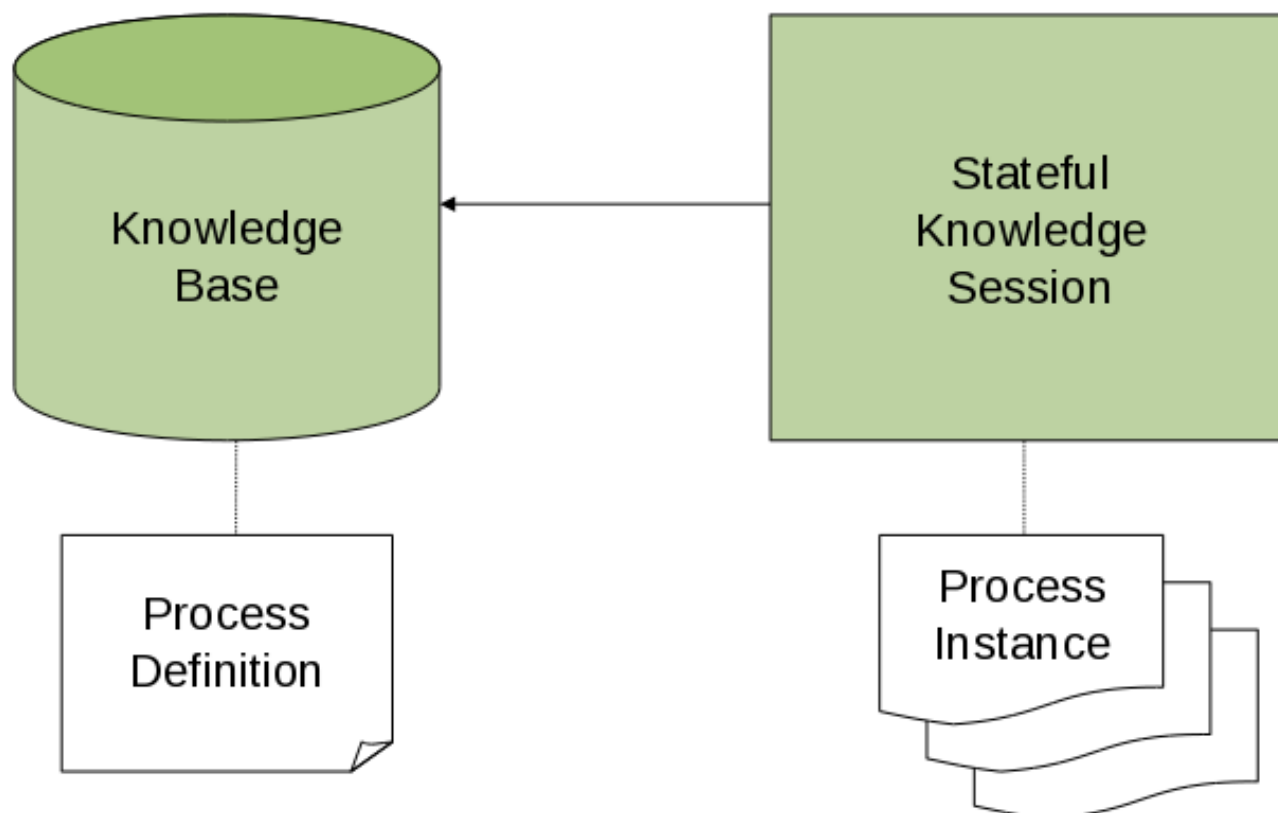 Knowledge
Base
Stateful
Knowledge
Session
Process
Definition
Process
Instance